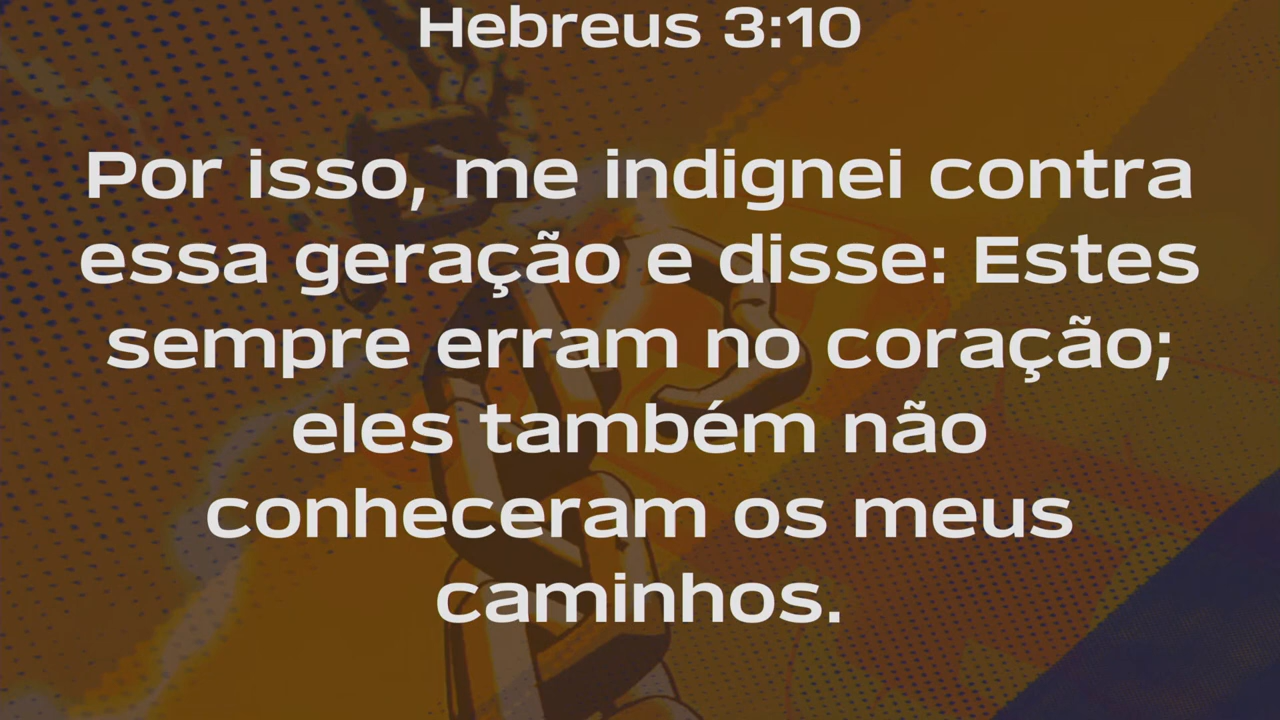 Hebreus 3:10
Por isso, me indignei contra
essa geração e disse: Estes
sempre erram no coração;
eles também não
conheceram os meus
caminhos.